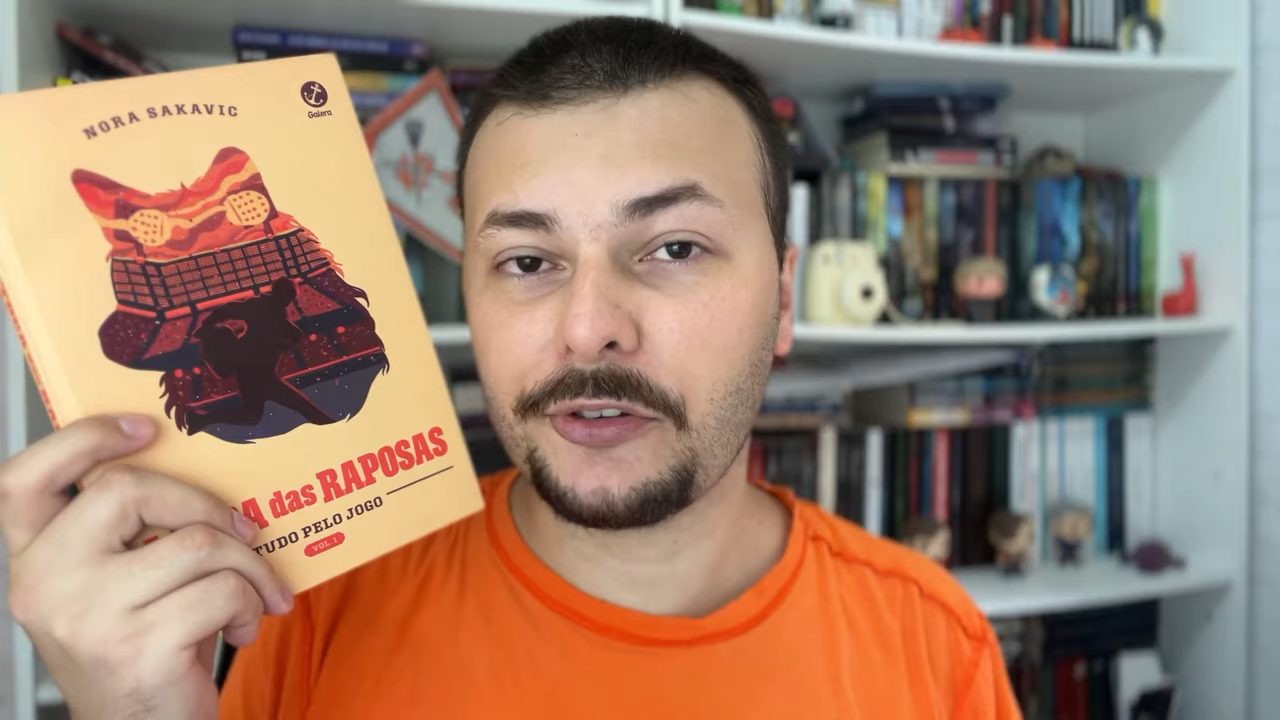 NORA SAKAVIC
Galera
A das RAPOSAS
TUDO PELO JOGO
VOL. 1